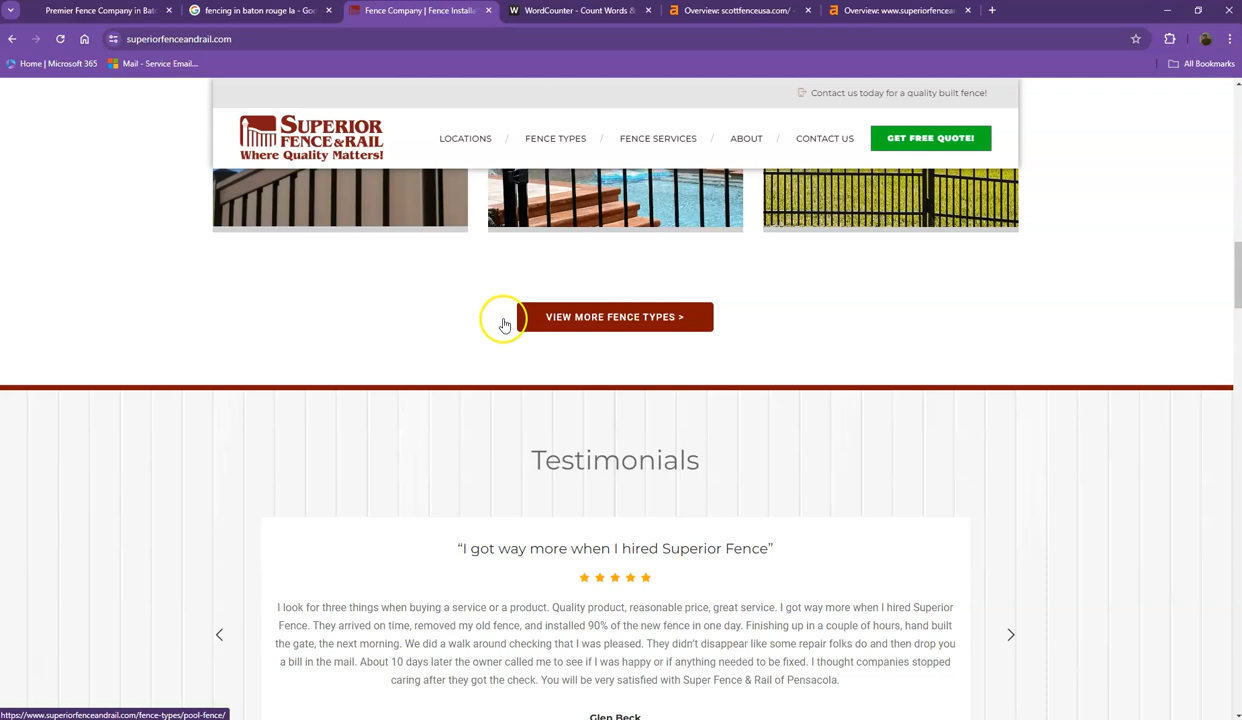 Premier Fence Company in Bato
fencing in baton rouge la - Goo
Fence Company | Fence Installa
WordCounter - Count Words &
Overview: scottfenceusa.com/ -
Overview: www.superiorfencea
superiorfenceandrail.com
Home | Microsoft 365
Mail - Service Email....
All Bookmarks
Contact us today for a quality built fence!
SUPERIOR
FENCE & RAIL
Where Quality Matters!
LOCATIONS / FENCE TYPES / FENCE SERVICES / ABOUT / CONTACT US
GET FREE QUOTE!
VIEW MORE FENCE TYPES >
Testimonials
“I got way more when I hired Superior Fence”
I look for three things when buying a service or a product. Quality product, reasonable price, great service. I got way more when I hired Superior
Fence. They arrived on time, removed my old fence, and installed 90% of the new fence in one day. Finishing up in a couple of hours, hand built
the gate, the next morning. We did a walk around checking that I was pleased. They didn’t disappear like some repair folks do and then drop you
a bill in the mail. About 10 days later the owner called me to see if I was happy or if anything needed to be fixed. I thought companies stopped
caring after they got the check. You will be very satisfied with Super Fence & Rail of Pensacola.
Glen Beck
https://www.superiorfenceandrail.com/fence-types/pool-fence/